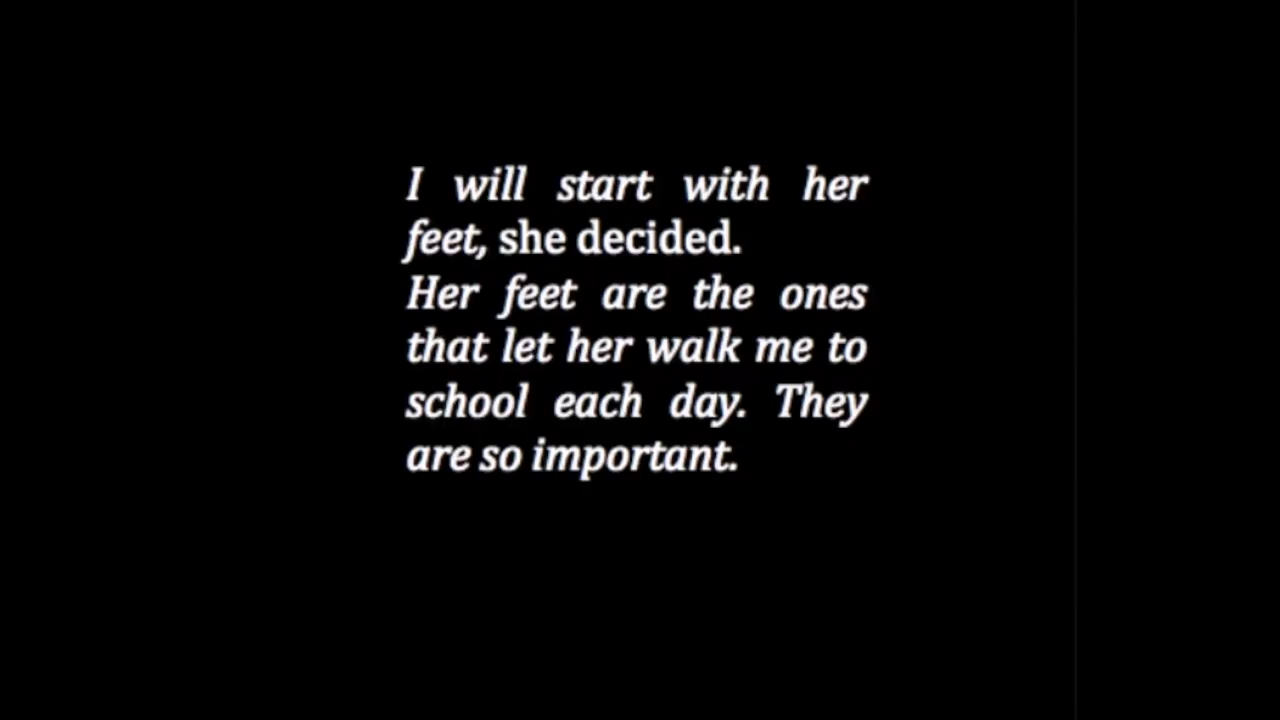 I will start with her
feet, she decided.
Her feet are the ones
that let her walk me to
school each day. They
are so important.